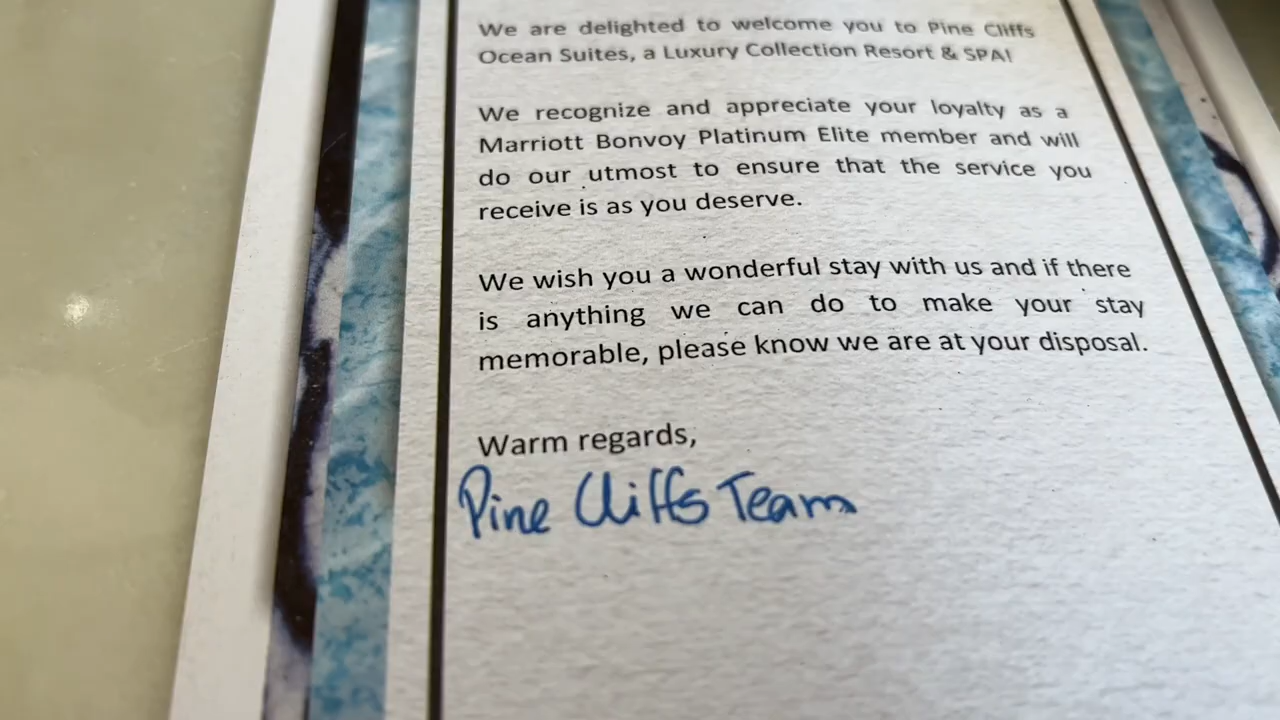 We are delighted to welcome you to Pine Cliffs
Ocean Suites, a Luxury Collection Resort & SPA!
We recognize and appreciate your loyalty as a
Marriott Bonvoy Platinum Elite member and will
do our utmost to ensure that the service you
receive is as you deserve.
We wish you a wonderful stay with us and if there
is anything we can do to make your stay
memorable, please know we are at your disposal.
Warm regards,
Pine Cliffs Team